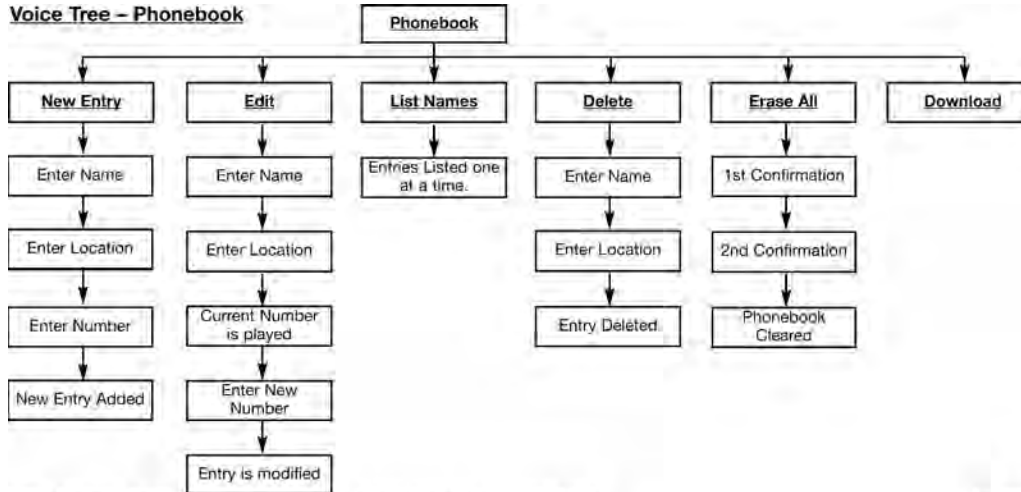 Voice Tree – Phonebook
Phonebook
New Entry
Edit
List Names
Delete
Erase All
Download
Enter Name
Enter Name
Entries Listed one
at a time.
Enter Name
1st Confirmation
Enter Location
Enter Location
Enter Location
2nd Confirmation
Enter Number
Current Number
is played
Entry Deleted
Phonebook
Cleared
New Entry Added
Enter New
Number
Entry is modified